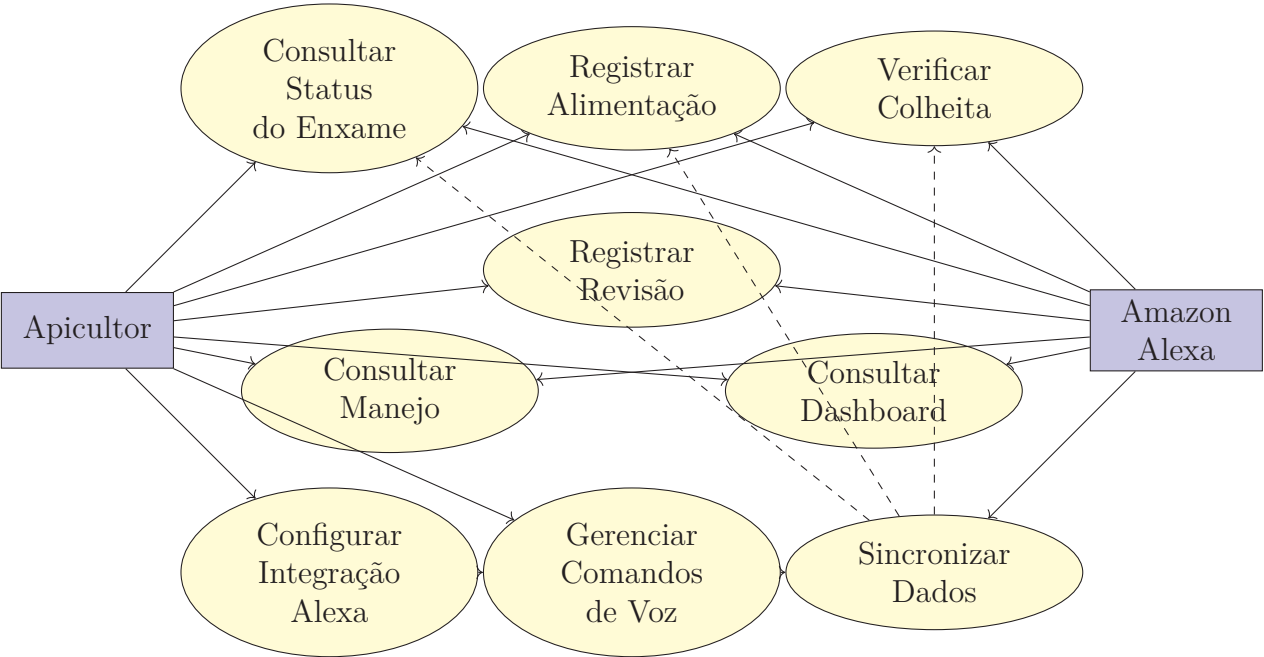 Consultar
Status
do Enxame
Registrar
Alimentação
Verificar
Colheita
Registrar
Revisão
Apicultor
Amazon
Alexa
Consultar
Manejo
Consultar
Dashboard
Configurar
Integração
Alexa
Gerenciar
Comandos
de Voz
Sincronizar
Dados